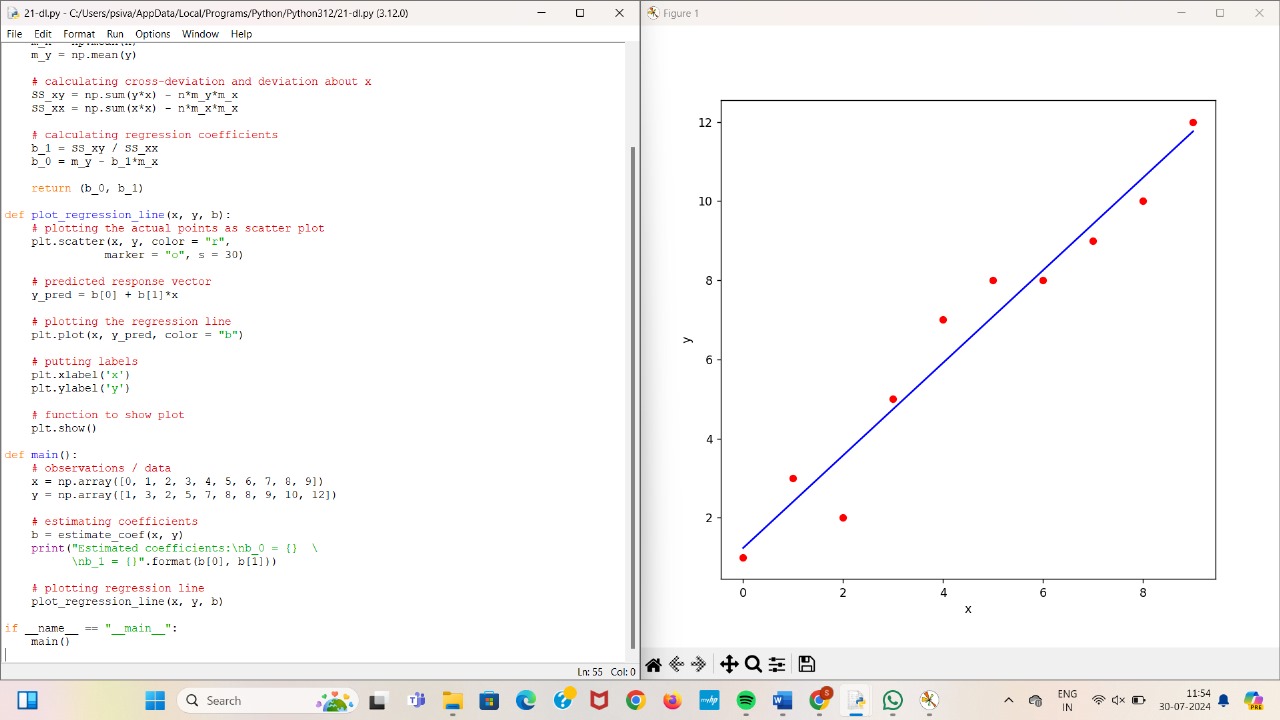 21-dl.py - C:/Users/psiva/AppData/Local/Programs/Python/Python312/21-dl.py (3.12.0)
File Edit Format Run Options Window Help
m_y = np.mean(y)
# calculating cross-deviation and deviation about x
SS_xy = np.sum(y*x) - n*m_y*m_x
SS_xx = np.sum(x*x) - n*m_x*m_x
# calculating regression coefficients
b_1 = SS_xy / SS_xx
b_0 = m_y - b_1*m_x
return (b_0, b_1)
def plot_regression_line(x, y, b):
# plotting the actual points as scatter plot
plt.scatter(x, y, color = "r",
marker = "o", s = 30)
# predicted response vector
y_pred = b[0] + b[1]*x
# plotting the regression line
plt.plot(x, y_pred, color = "b")
# putting labels
plt.xlabel('x')
plt.ylabel('y')
# function to show plot
plt.show()
def main():
# observations / data
x = np.array([0, 1, 2, 3, 4, 5, 6, 7, 8, 9])
y = np.array([1, 3, 2, 5, 7, 8, 8, 9, 10, 12])
# estimating coefficients
b = estimate_coef(x, y)
print("Estimated coefficients:\nb_0 = {}  \
\nb_1 = {}".format(b[0], b[1]))
# plotting regression line
plot_regression_line(x, y, b)
if __name__ == "__main__":
main()
Ln: 55 Col: 0
Figure 1
12
10
8
6
4
2
y
0 2 4 6 8
x
Search
ENG
IN
11:54
30-07-2024